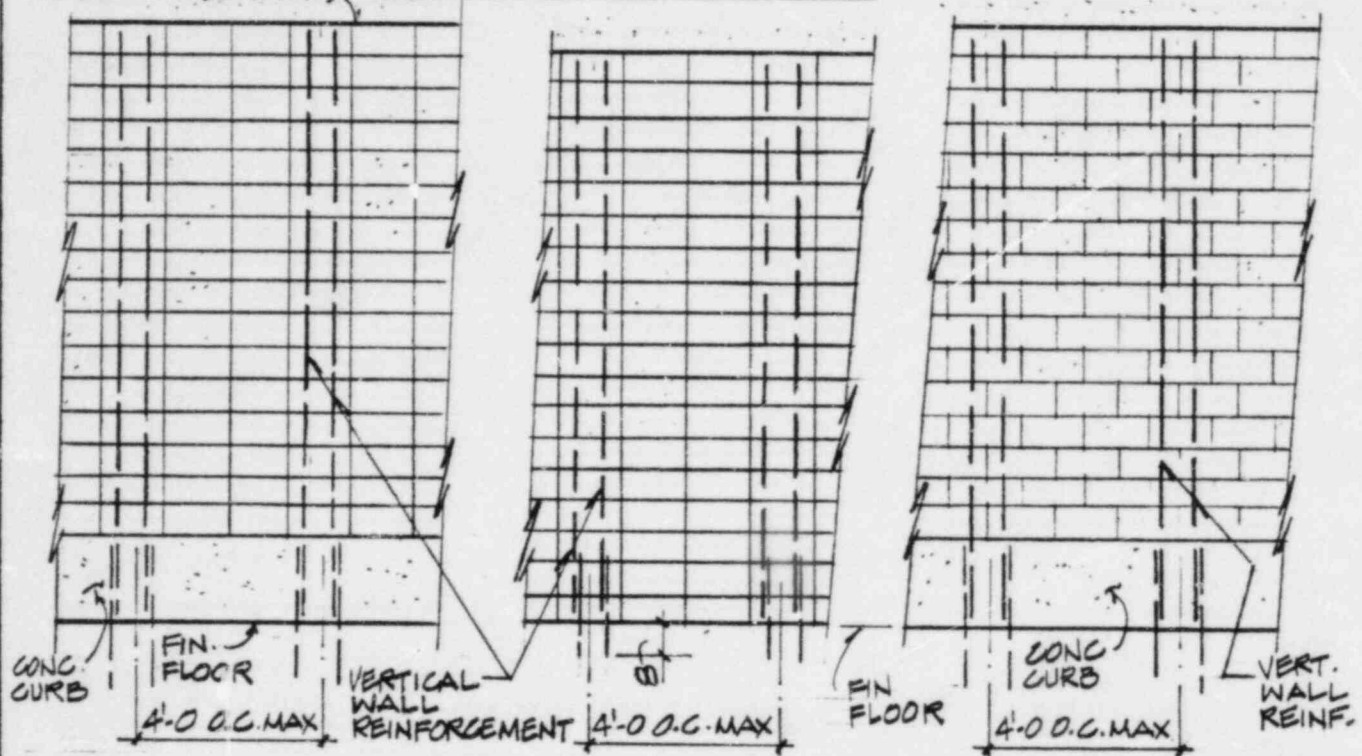 CONC.
CURB
FIN.
FLOOR
VERTICAL
WALL
REINFORCEMENT
8
FIN
FLOOR
CONC
CURB
VERT.
WALL
REINF.
4'-0 O.C. MAX
4'-0 O.C. MAX
4'-0 O.C. MAX